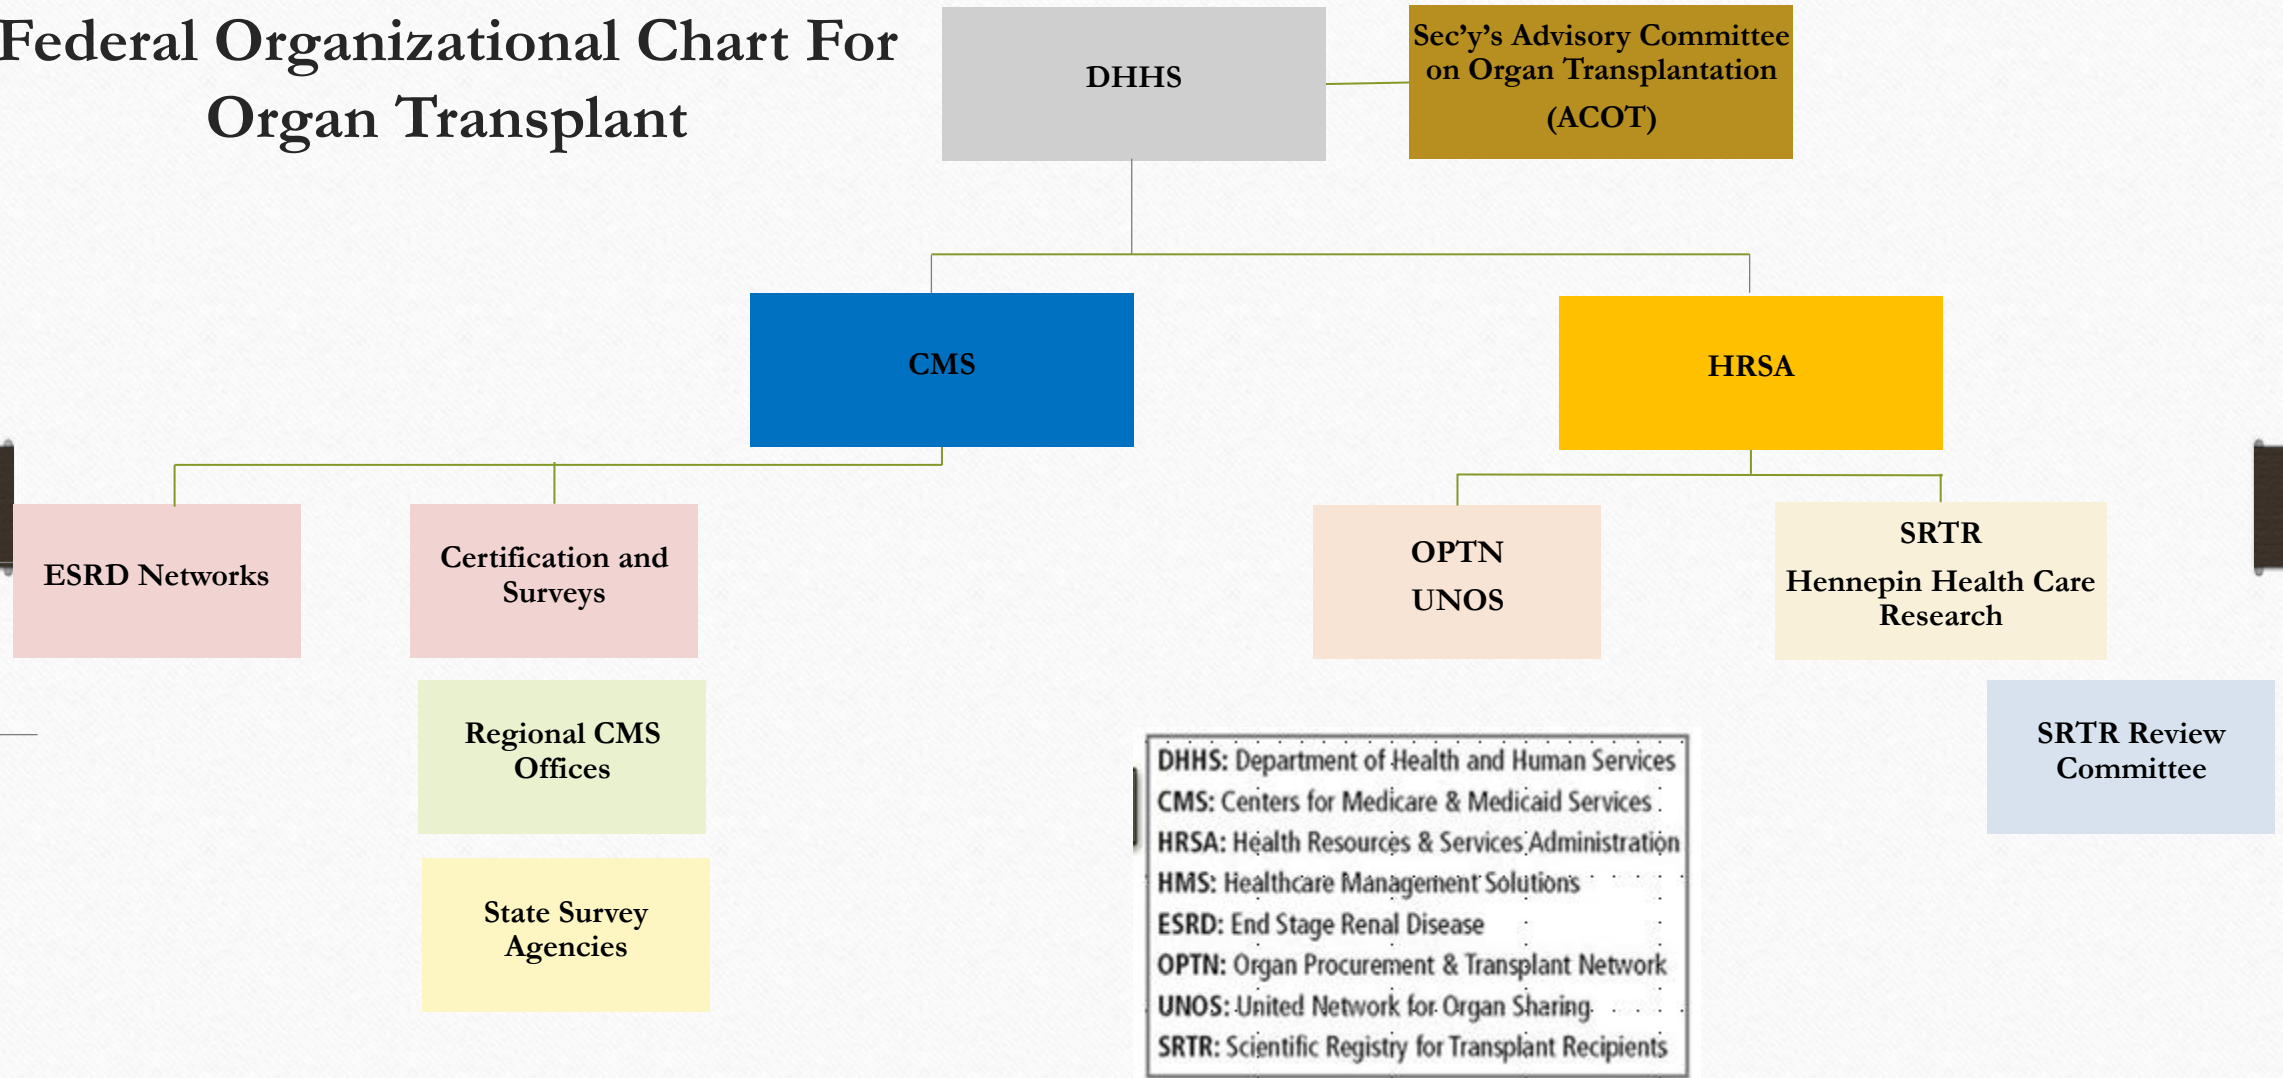 Federal Organizational Chart For
Organ Transplant
DHHS
Sec’y’s Advisory Committee
on Organ Transplantation
(ACOT)
CMS
HRSA
ESRD Networks
Certification and
Surveys
OPTN
UNOS
SRTR
Hennepin Health Care
Research
Regional CMS
Offices
SRTR Review
Committee
State Survey
Agencies
DHHS: Department of Health and Human Services
CMS: Centers for Medicare & Medicaid Services
HRSA: Health Resources & Services Administration
HMS: Healthcare Management Solutions
ESRD: End Stage Renal Disease
OPTN: Organ Procurement & Transplant Network
UNOS: United Network for Organ Sharing
SRTR: Scientific Registry for Transplant Recipients